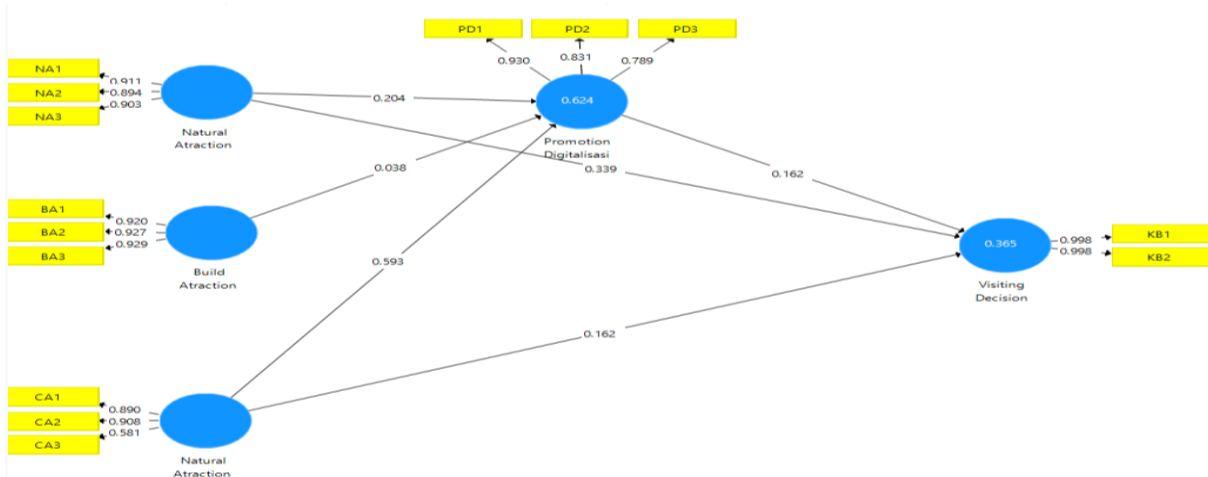 PD1
PD2
PD3
0.930
0.831
0.789
NA1
NA2
NA3
0.911
0.894
0.903
Natural
Atraction
0.204
0.624
Promotion
Digitalisasi
0.339
0.162
0.038
BA1
BA2
BA3
0.920
0.927
0.929
Build
Atraction
0.593
0.365
Visiting
Decision
0.998
0.998
KB1
KB2
0.162
CA1
CA2
CA3
0.890
0.908
0.581
Natural
Atraction